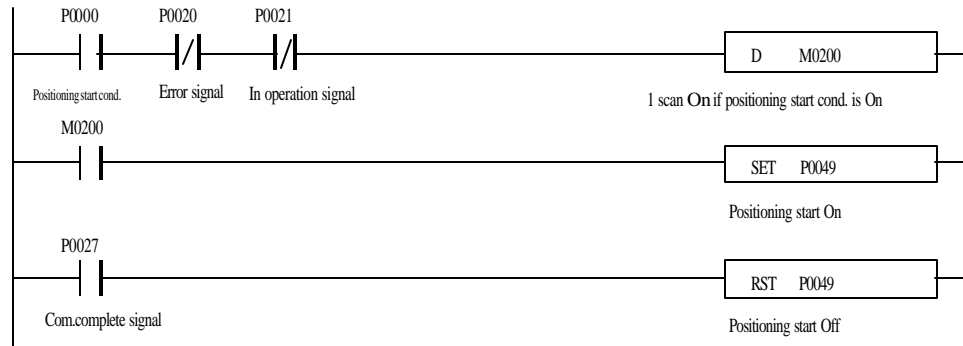 P0000 P0020 P0021
D M0200
Positioning start cond. Error signal In operation signal
1 scan On if positioning start cond. is On
M0200
SET P0049
Positioning start On
P0027
RST P0049
Com.complete signal
Positioning start Off